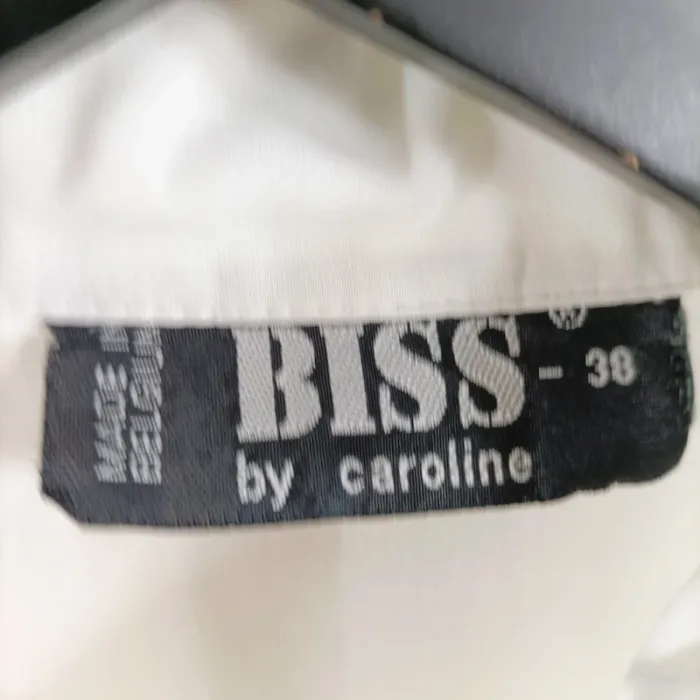 MADE IN
BELGIUM
BISS ® - 38
by caroline